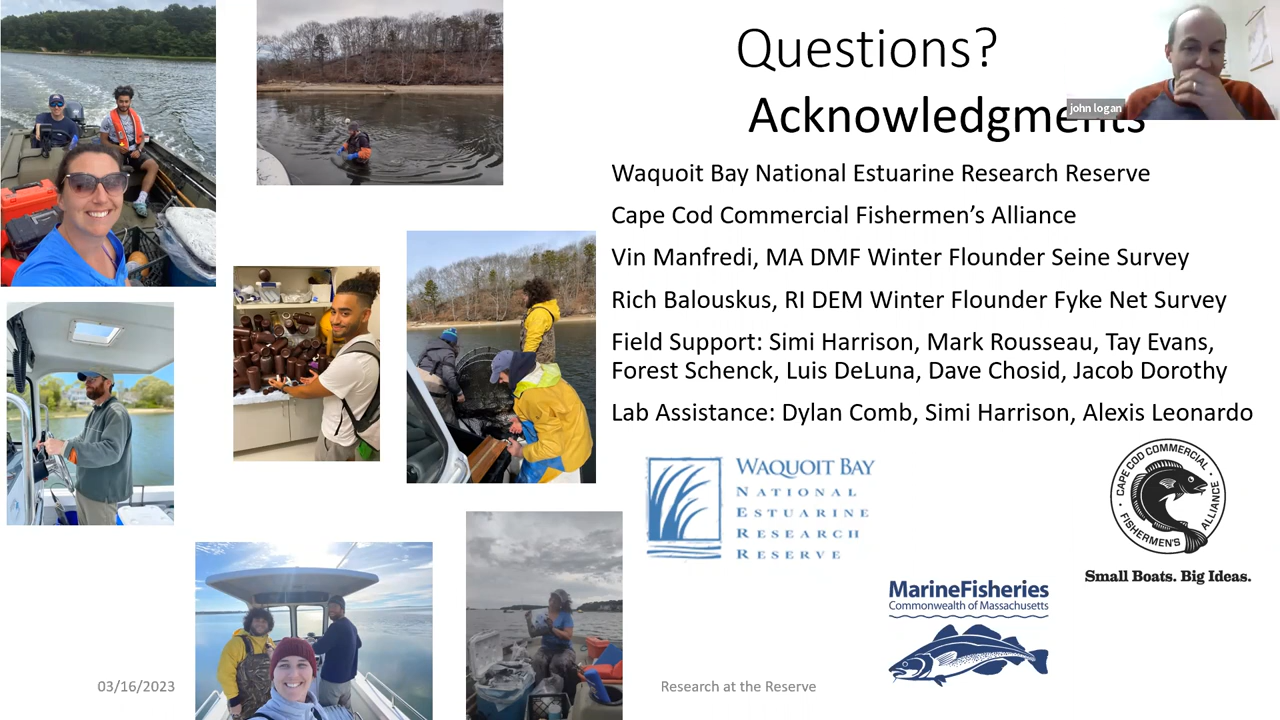 Questions?
john logan
Acknowledgments
Waquoit Bay National Estuarine Research Reserve
Cape Cod Commercial Fishermen’s Alliance
Vin Manfredi, MA DMF Winter Flounder Seine Survey
Rich Balouskus, RI DEM Winter Flounder Fyke Net Survey
Field Support: Simi Harrison, Mark Rousseau, Tay Evans,
Forest Schenck, Luis DeLuna, Dave Chosid, Jacob Dorothy
Lab Assistance: Dylan Comb, Simi Harrison, Alexis Leonardo
WAQUOIT BAY
NATIONAL
ESTUARINE
RESEARCH
RESERVE
CAPE COD COMMERCIAL
FISHERMEN'S ALLIANCE
Small Boats. Big Ideas.
MarineFisheries
Commonwealth of Massachusetts
03/16/2023
Research at the Reserve